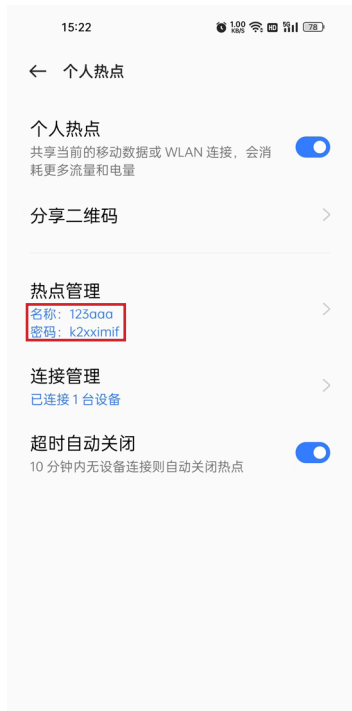 15:22
1.00 KB/S HD 5G 78
← 个人热点
个人热点
共享当前的移动数据或 WLAN 连接，会消
耗更多流量和电量
分享二维码
热点管理
名称：123aaa
密码：k2xximif
连接管理
已连接 1 台设备
超时自动关闭
10 分钟内无设备连接则自动关闭热点